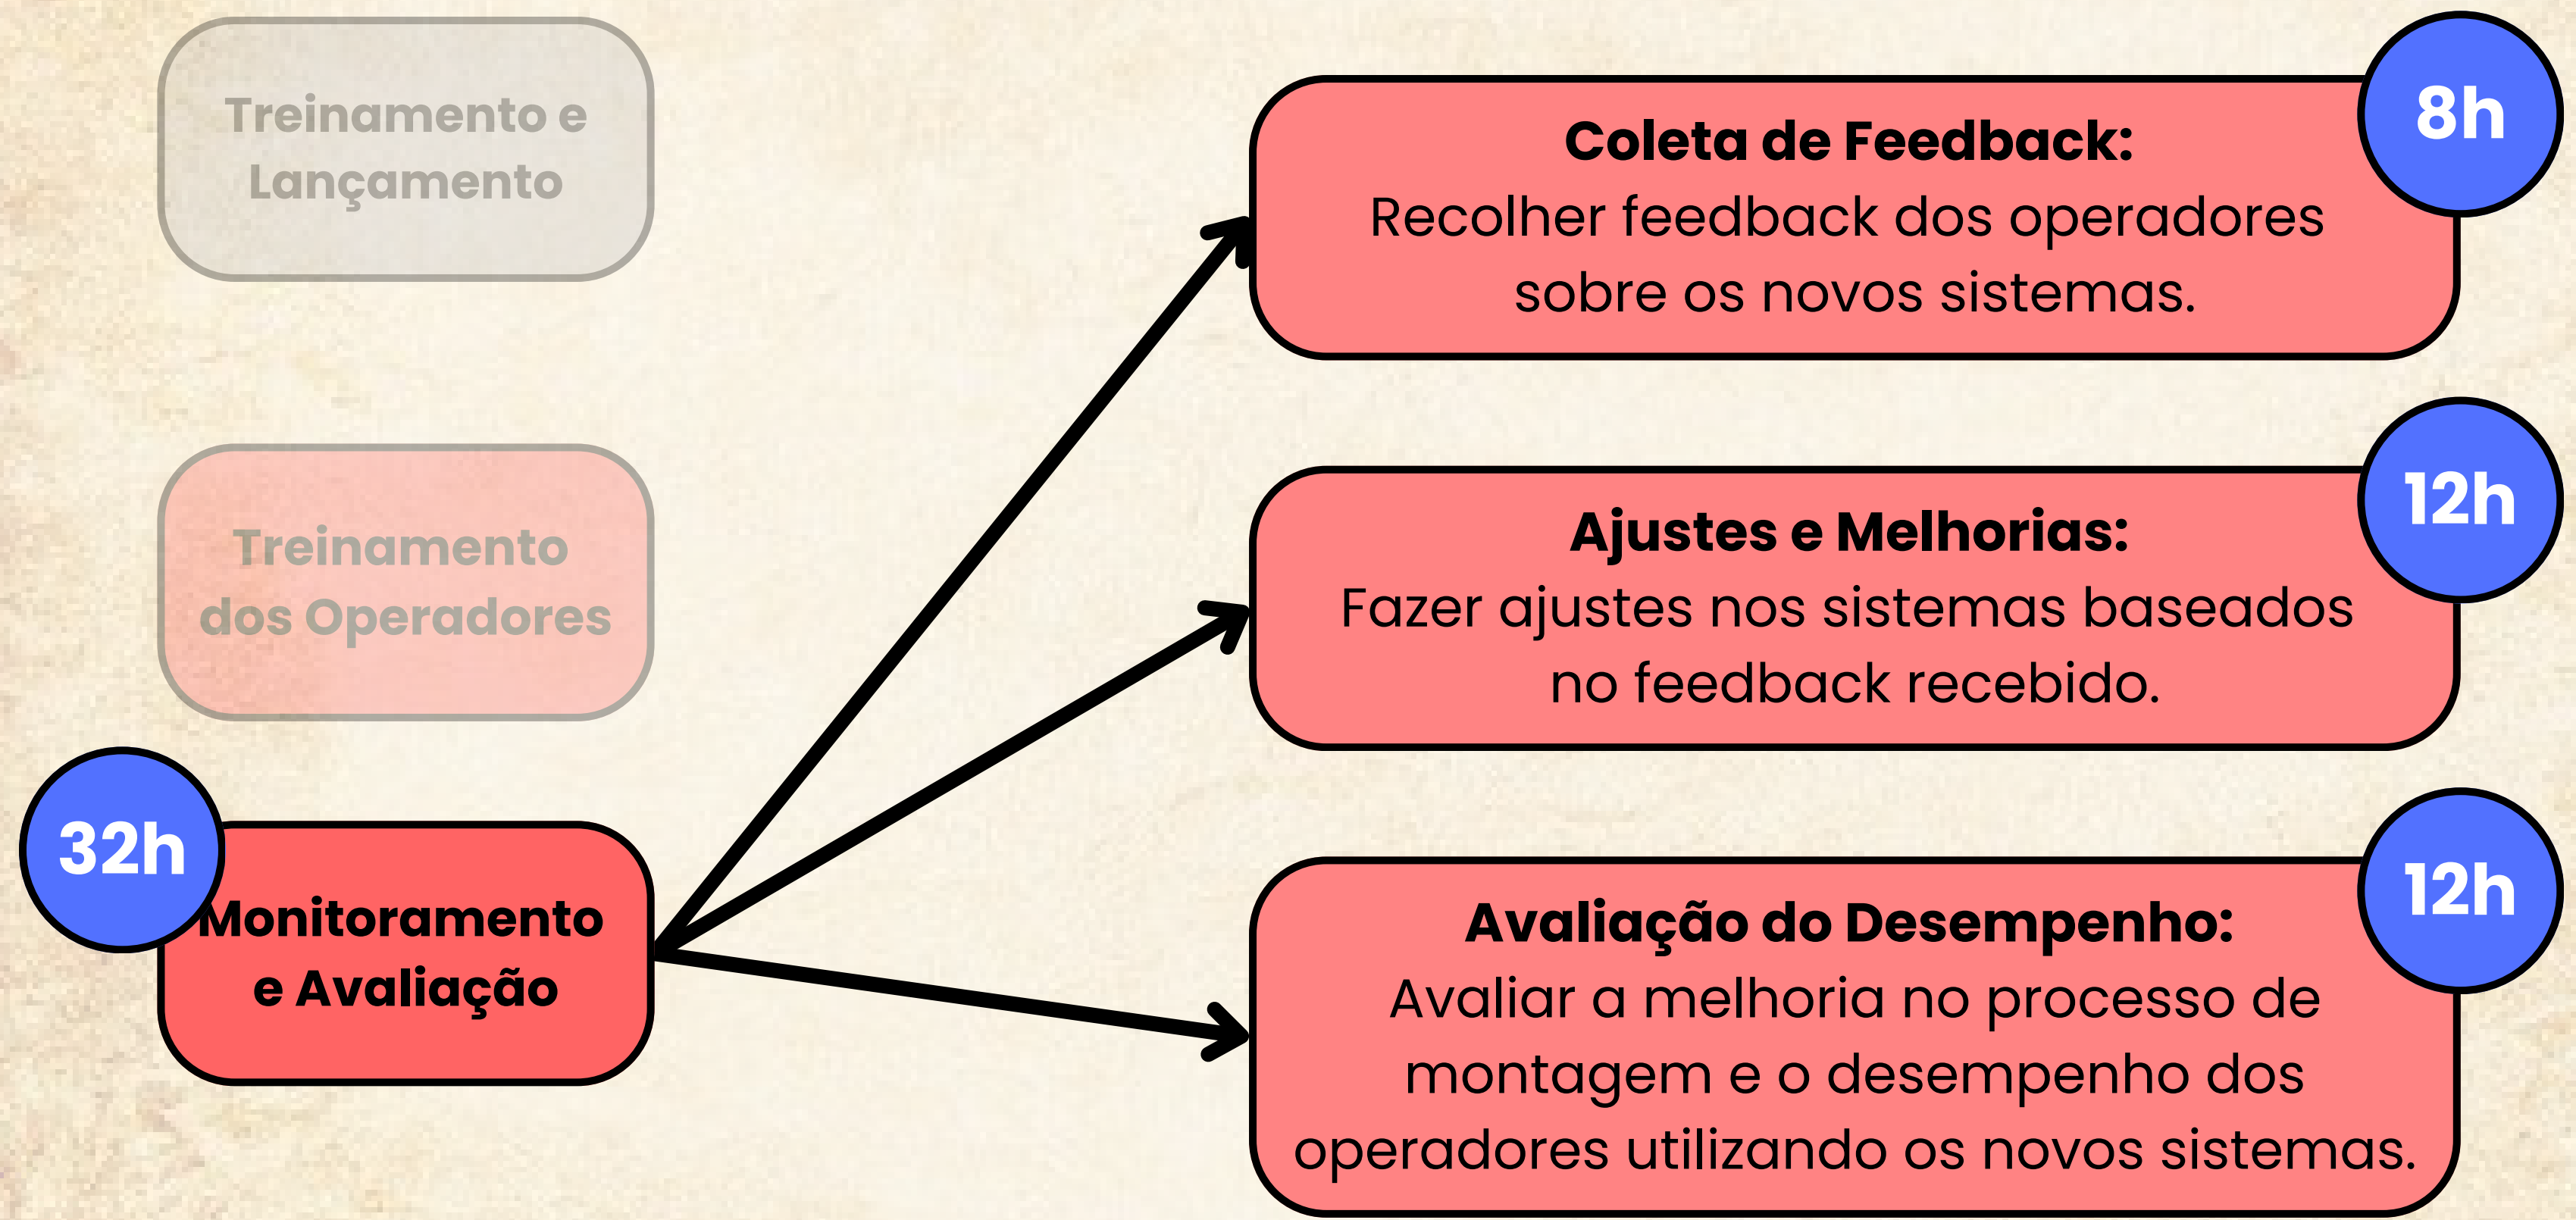 Treinamento e
Lançamento
Treinamento
dos Operadores
32h
Monitoramento
e Avaliação
8h
Coleta de Feedback:
Recolher feedback dos operadores
sobre os novos sistemas.
12h
Ajustes e Melhorias:
Fazer ajustes nos sistemas baseados
no feedback recebido.
12h
Avaliação do Desempenho:
Avaliar a melhoria no processo de
montagem e o desempenho dos
operadores utilizando os novos sistemas.